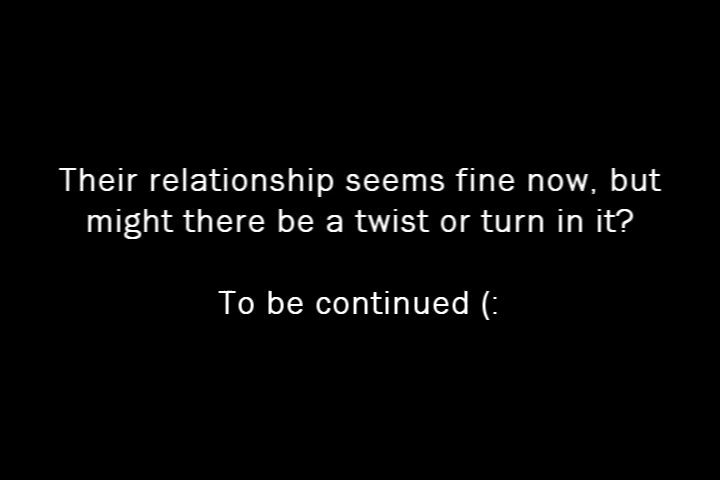 Their relationship seems fine now, but
might there be a twist or turn in it?
To be continued (: